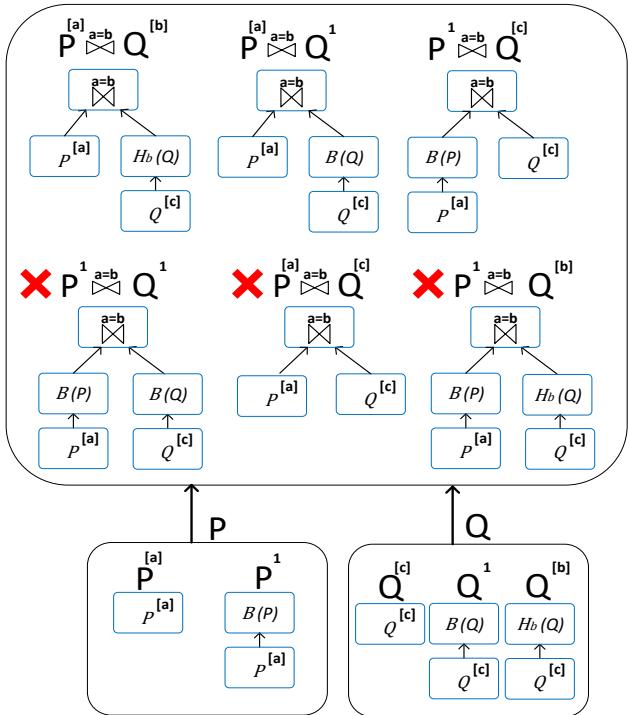 P[a] ⋈a=b Q[b]
P[a] ⋈a=b Q1
P1 ⋈a=b Q[c]
a=b
a=b
a=b
P[a]
Hb (Q)
P[a]
B (Q)
B (P)
Q[c]
Q[c]
Q[c]
P[a]
P1 ⋈a=b Q1
P[a] ⋈a=b Q[c]
P1 ⋈a=b Q[b]
a=b
a=b
a=b
B (P)
B (Q)
P[a]
Q[c]
B (P)
Hb (Q)
P[a]
Q[c]
P[a]
Q[c]
P
Q
P[a]
P1
Q[c]
Q1
Q[b]
P[a]
B (P)
Q[c]
B (Q)
Hb (Q)
P[a]
Q[c]
Q[c]